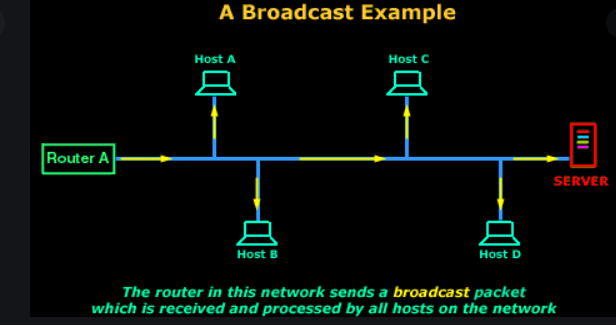 A Broadcast Example
Host A
Host C
Router A
SERVER
Host B
Host D
The router in this network sends a broadcast packet
which is received and processed by all hosts on the network